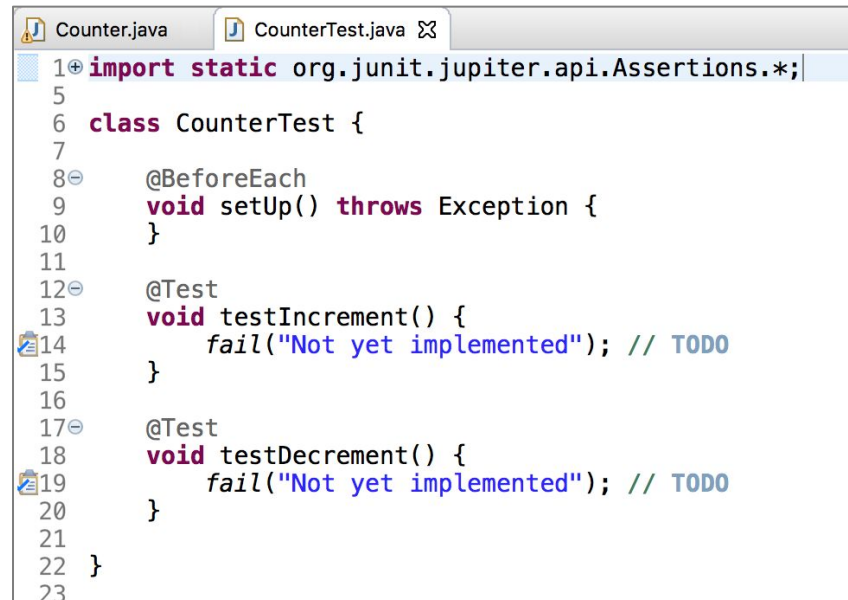 Counter.java CounterTest.java
1 import static org.junit.jupiter.api.Assertions.*;
5
6 class CounterTest {
7
8 @BeforeEach
9 void setUp() throws Exception {
10 }
11
12 @Test
13 void testIncrement() {
14 fail("Not yet implemented"); // TODO
15 }
16
17 @Test
18 void testDecrement() {
19 fail("Not yet implemented"); // TODO
20 }
21
22 }
23